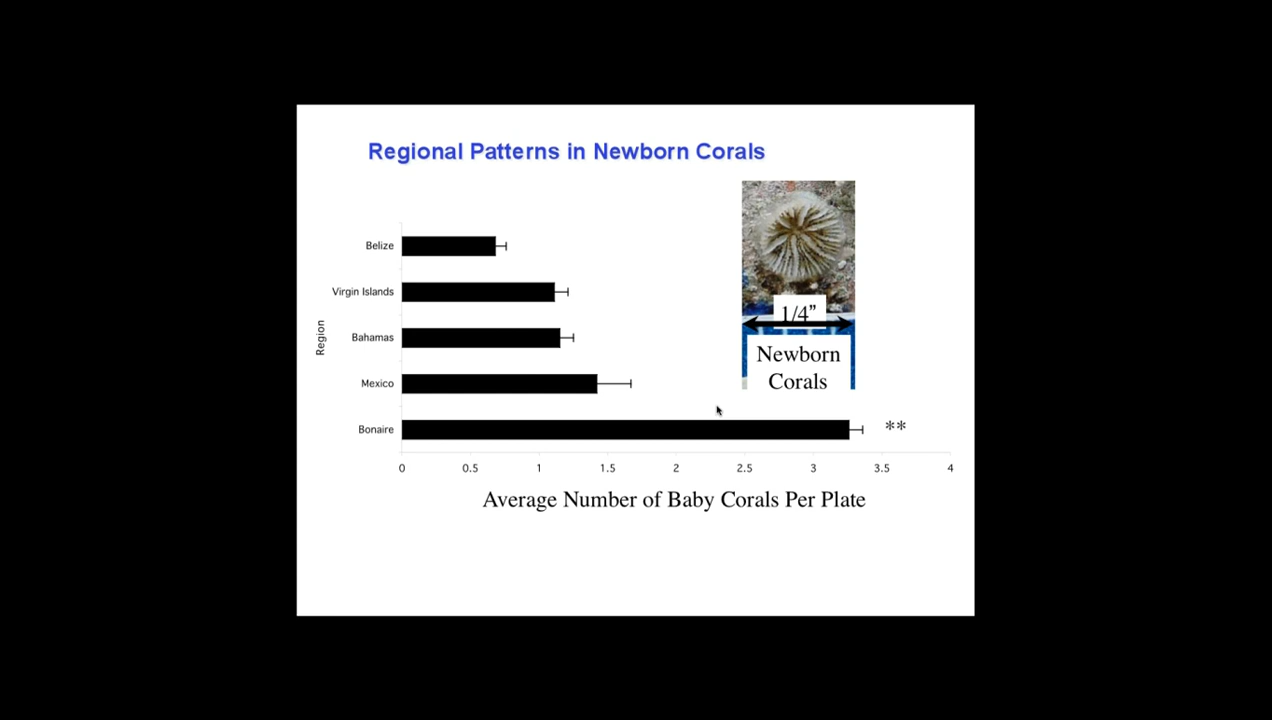 Regional Patterns in Newborn Corals
Belize
Virgin Islands
Bahamas
Mexico
Bonaire
Region
1/4”
Newborn
Corals
**
0 0.5 1 1.5 2 2.5 3 3.5 4
Average Number of Baby Corals Per Plate